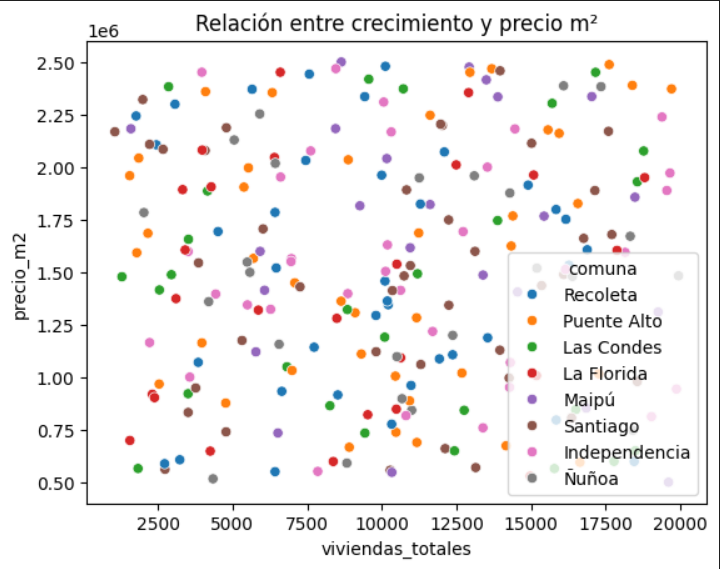 Relación entre crecimiento y precio m²
1e6
2.50
2.25
2.00
1.75
1.50
1.25
1.00
0.75
0.50
precio_m2
comuna
Recoleta
Puente Alto
Las Condes
La Florida
Maipú
Santiago
Independencia
Ñuñoa
2500 5000 7500 10000 12500 15000 17500 20000
viviendas_totales